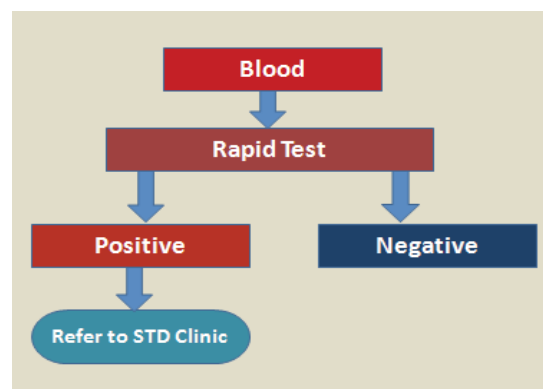 Blood
Rapid Test
Positive
Negative
Refer to STD Clinic